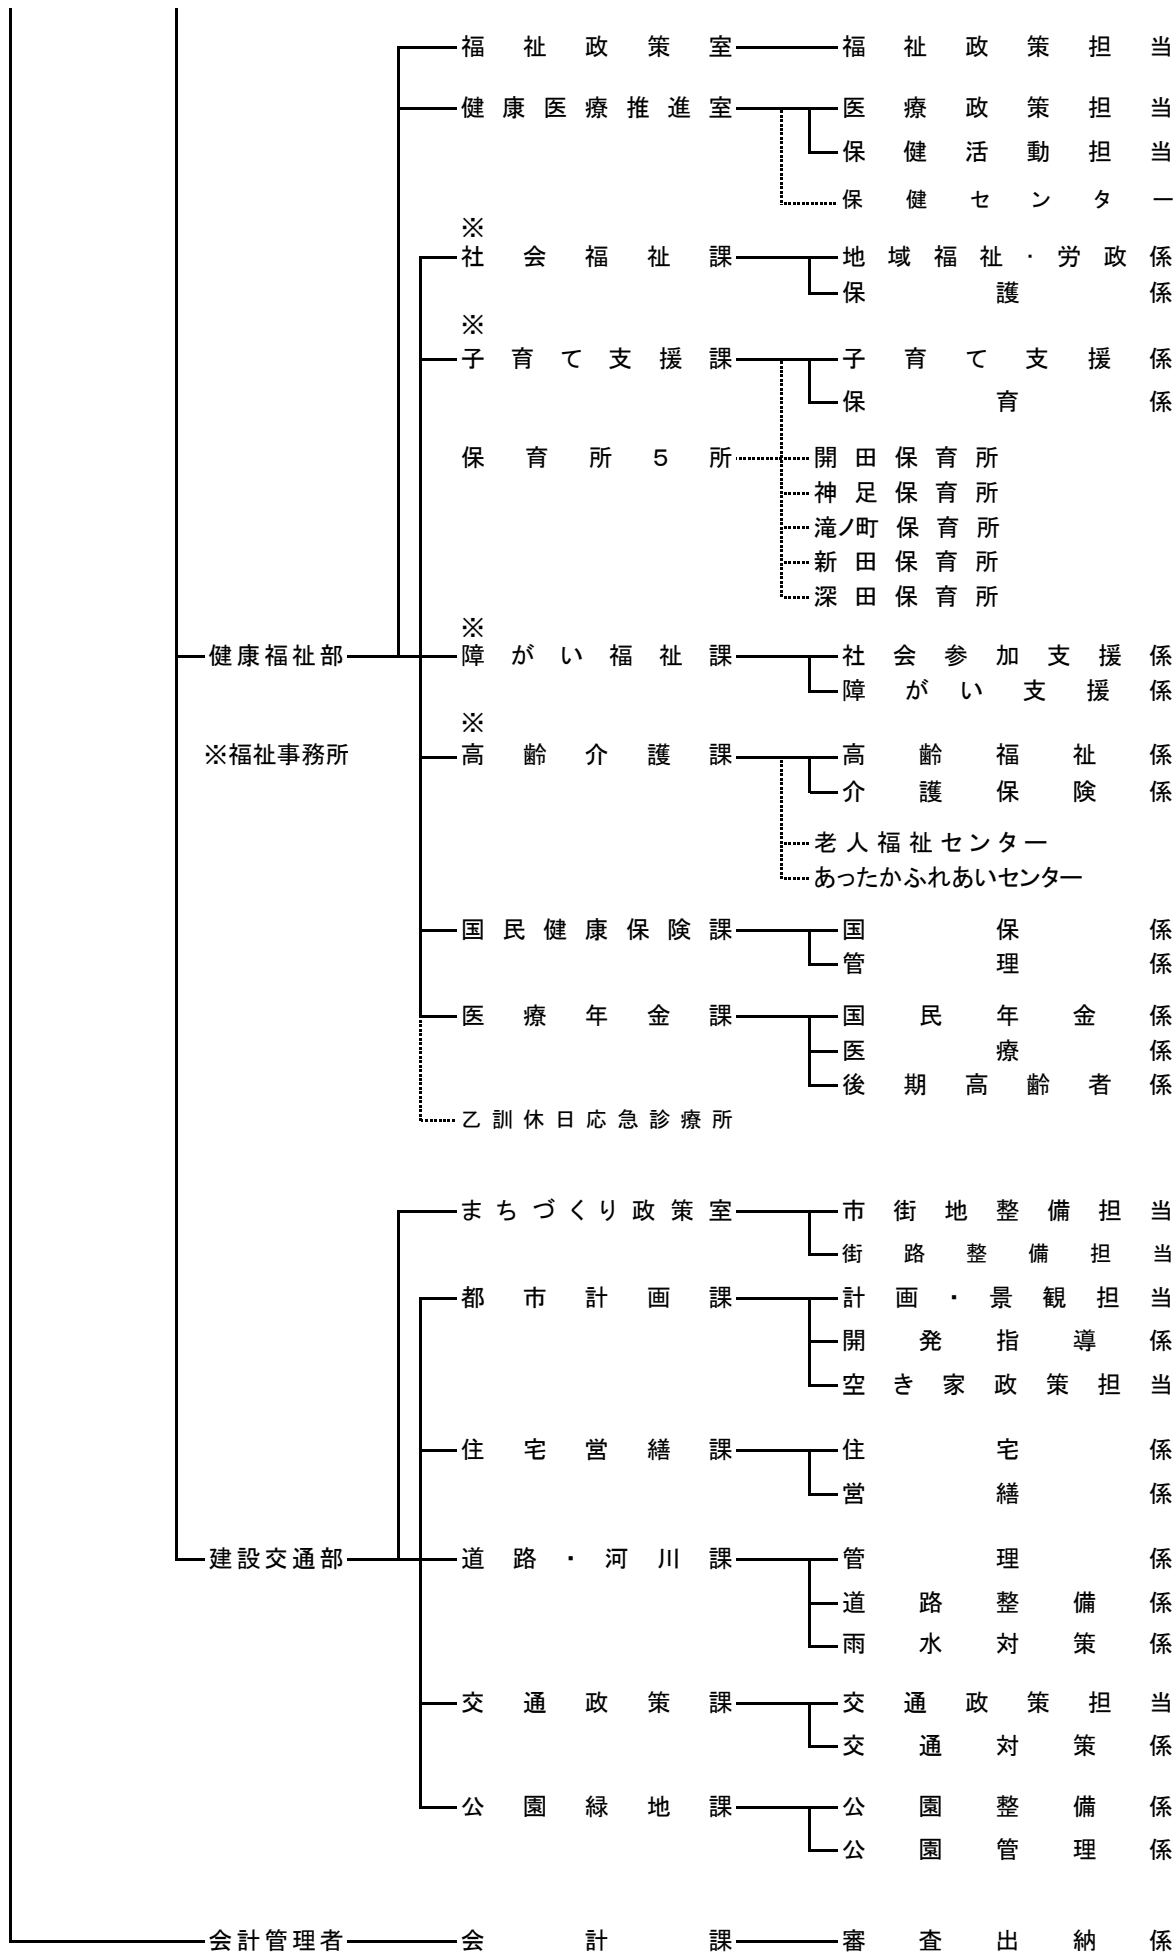 福祉政策室 福祉政策担当
健康医療推進室 医療政策担当
保健活動担当
保健センター
※
社会福祉課 地域福祉・労政係
保護係
※
子育て支援課 子育て支援係
保育係
保育所５所 開田保育所
神足保育所
滝ノ町保育所
新田保育所
深田保育所
※
健康福祉部 障がい福祉課 社会参加支援係
障がい支援係
※
※福祉事務所 高齢介護課 高齢福祉係
介護保険係
老人福祉センター
あったかふれあいセンター
国民健康保険課 国保係
管理係
医療年金課 国民年金係
医療係
後期高齢者係
乙訓休日応急診療所
まちづくり政策室 市街地整備担当
街路整備担当
都市計画課 計画・景観担当
開発指導係
空き家政策担当
住宅営繕課 住宅係
営繕係
建設交通部 道路・河川課 管理係
道路整備係
雨水対策係
交通政策課 交通政策担当
交通対策係
公園緑地課 公園整備係
公園管理係
会計管理者 会計課 審査出納係